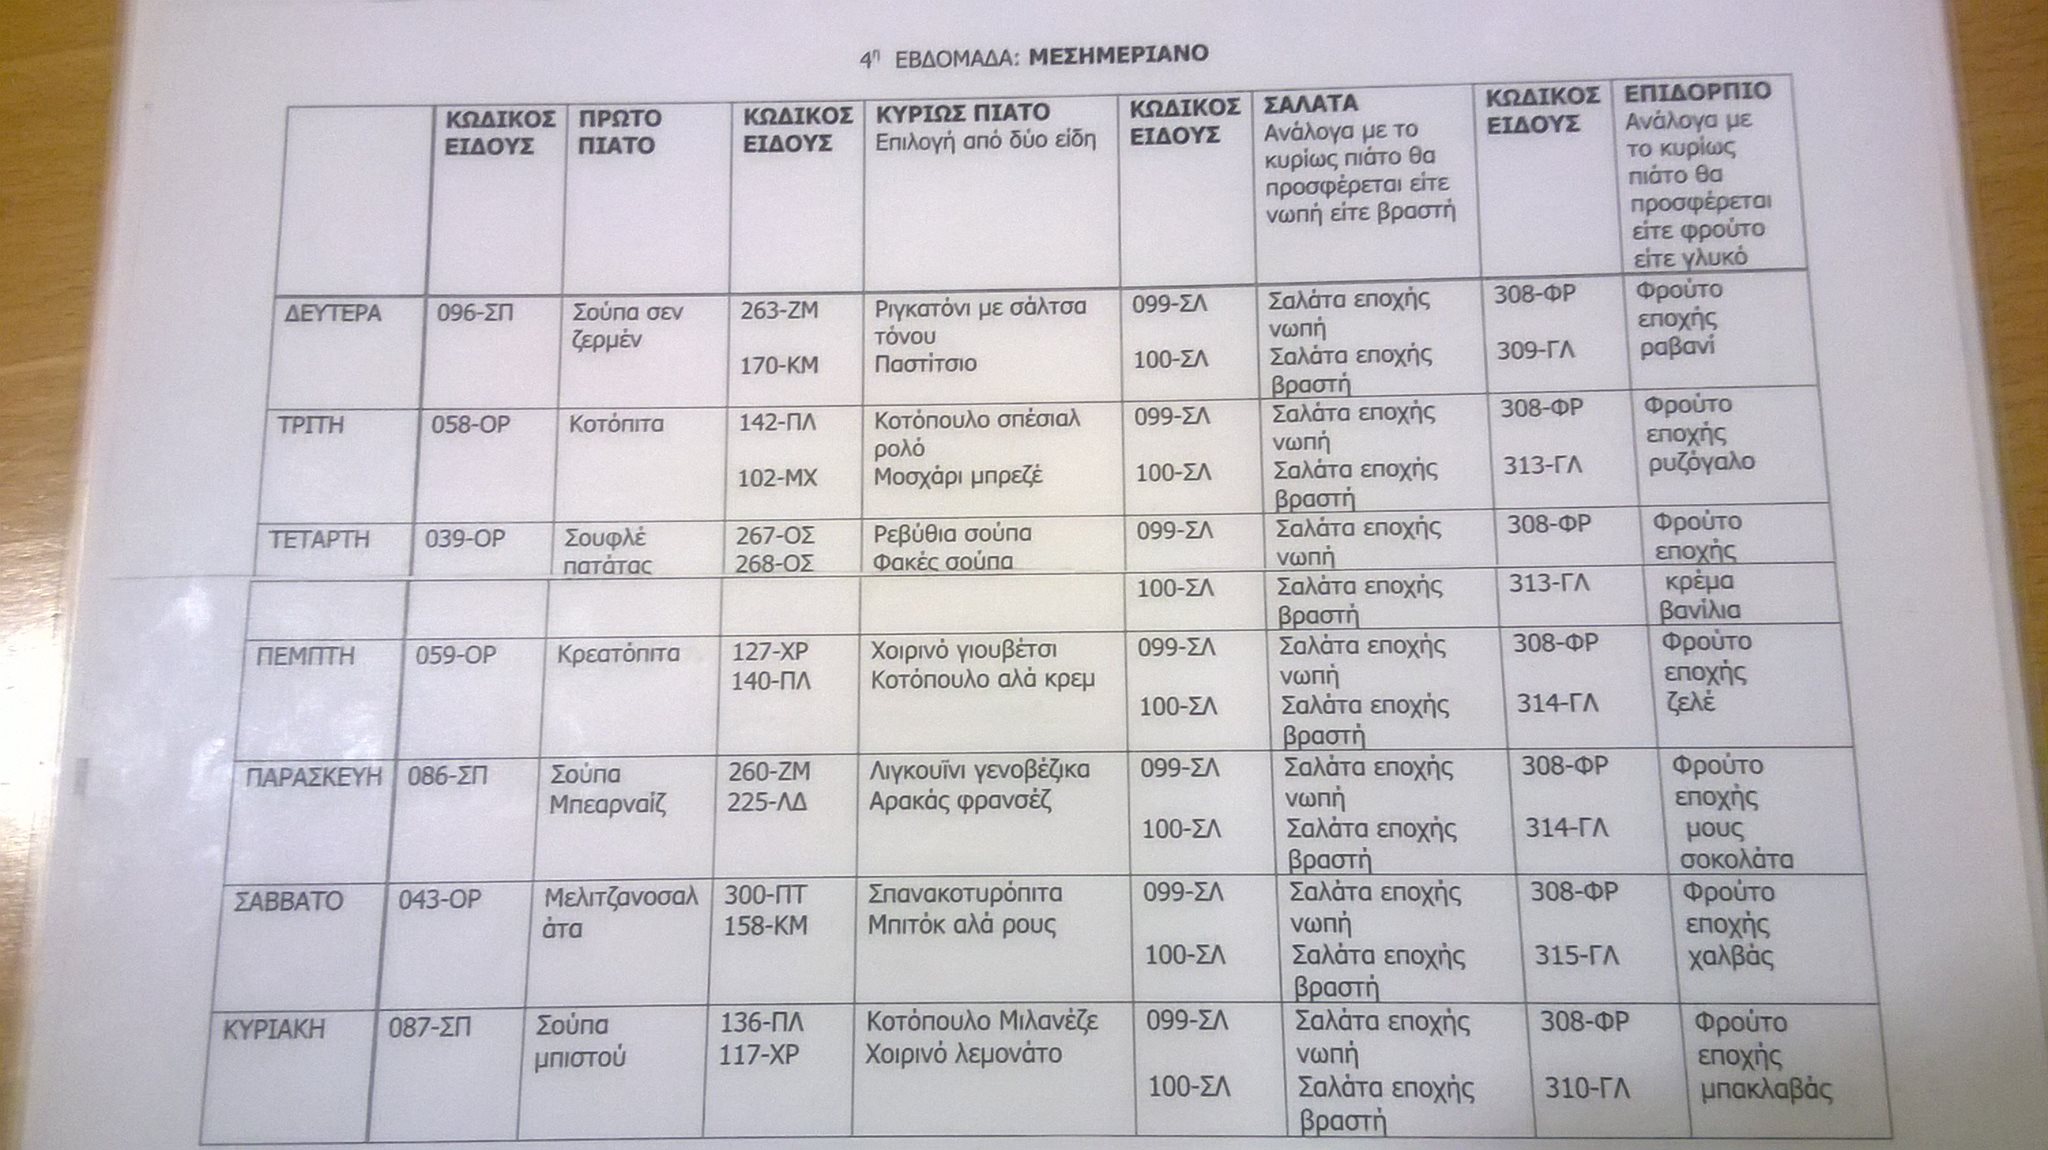 4η ΕΒΔΟΜΑΔΑ: ΜΕΣΗΜΕΡΙΑΝΟ
ΚΩΔΙΚΟΣ ΕΙΔΟΥΣ
ΠΡΩΤΟ ΠΙΑΤΟ
ΚΩΔΙΚΟΣ ΕΙΔΟΥΣ
ΚΥΡΙΩΣ ΠΙΑΤΟ
Επιλογή από δύο είδη
ΚΩΔΙΚΟΣ ΕΙΔΟΥΣ
ΣΑΛΑΤΑ
Ανάλογα με το
κυρίως πιάτο θα
προσφέρεται είτε
νωπή είτε βραστή
ΚΩΔΙΚΟΣ ΕΙΔΟΥΣ
ΕΠΙΔΟΡΠΙΟ
Ανάλογα με
το κυρίως
πιάτο θα
προσφέρεται
είτε φρούτο
είτε γλυκό
ΔΕΥΤΕΡΑ 096-ΣΠ Σούπα σεν 263-ΖΜ Ριγκατόνι με σάλτσα 099-ΣΛ Σαλάτα εποχής 308-ΦΡ Φρούτο
ζερμέν τόνου νωπή εποχής
170-ΚΜ Παστίτσιο 100-ΣΛ Σαλάτα εποχής 309-ΓΛ ραβανί
βραστή
ΤΡΙΤΗ 058-ΟΡ Κοτόπιτα 142-ΠΛ Κοτόπουλο σπέσιαλ 099-ΣΛ Σαλάτα εποχής 308-ΦΡ Φρούτο
ρολό νωπή εποχής
102-ΜΧ Μοσχάρι μπρεζέ 100-ΣΛ Σαλάτα εποχής 313-ΓΛ ρυζόγαλο
βραστή
ΤΕΤΑΡΤΗ 039-ΟΡ Σουφλέ 267-ΟΣ Ρεβύθια σούπα 099-ΣΛ Σαλάτα εποχής 308-ΦΡ Φρούτο
πατάτας 268-ΟΣ Φακές σούπα νωπή εποχής
100-ΣΛ Σαλάτα εποχής 313-ΓΛ κρέμα
βραστή βανίλια
ΠΕΜΠΤΗ 059-ΟΡ Κρεατόπιτα 127-ΧΡ Χοιρινό γιουβέτσι 099-ΣΛ Σαλάτα εποχής 308-ΦΡ Φρούτο
140-ΠΛ Κοτόπουλο αλά κρεμ νωπή εποχής
100-ΣΛ Σαλάτα εποχής 314-ΓΛ ζελέ
βραστή
ΠΑΡΑΣΚΕΥΗ 086-ΣΠ Σούπα 260-ΖΜ Λιγκουϊνι γενοβέζικα 099-ΣΛ Σαλάτα εποχής 308-ΦΡ Φρούτο
Μπεαρναίζ 225-ΛΔ Αρακάς φρανσέζ νωπή εποχής
100-ΣΛ Σαλάτα εποχής 314-ΓΛ μους
βραστή σοκολάτα
ΣΑΒΒΑΤΟ 043-ΟΡ Μελιτζανοσαλ 300-ΠΤ Σπανακοτυρόπιτα 099-ΣΛ Σαλάτα εποχής 308-ΦΡ Φρούτο
άτα 158-ΚΜ Μπιτόκ αλά ρους νωπή εποχής
100-ΣΛ Σαλάτα εποχής 315-ΓΛ χαλβάς
βραστή
ΚΥΡΙΑΚΗ 087-ΣΠ Σούπα 136-ΠΛ Κοτόπουλο Μιλανέζε 099-ΣΛ Σαλάτα εποχής 308-ΦΡ Φρούτο
μπιστού 117-ΧΡ Χοιρινό λεμονάτο νωπή εποχής
100-ΣΛ Σαλάτα εποχής 310-ΓΛ μπακλαβάς
βραστή